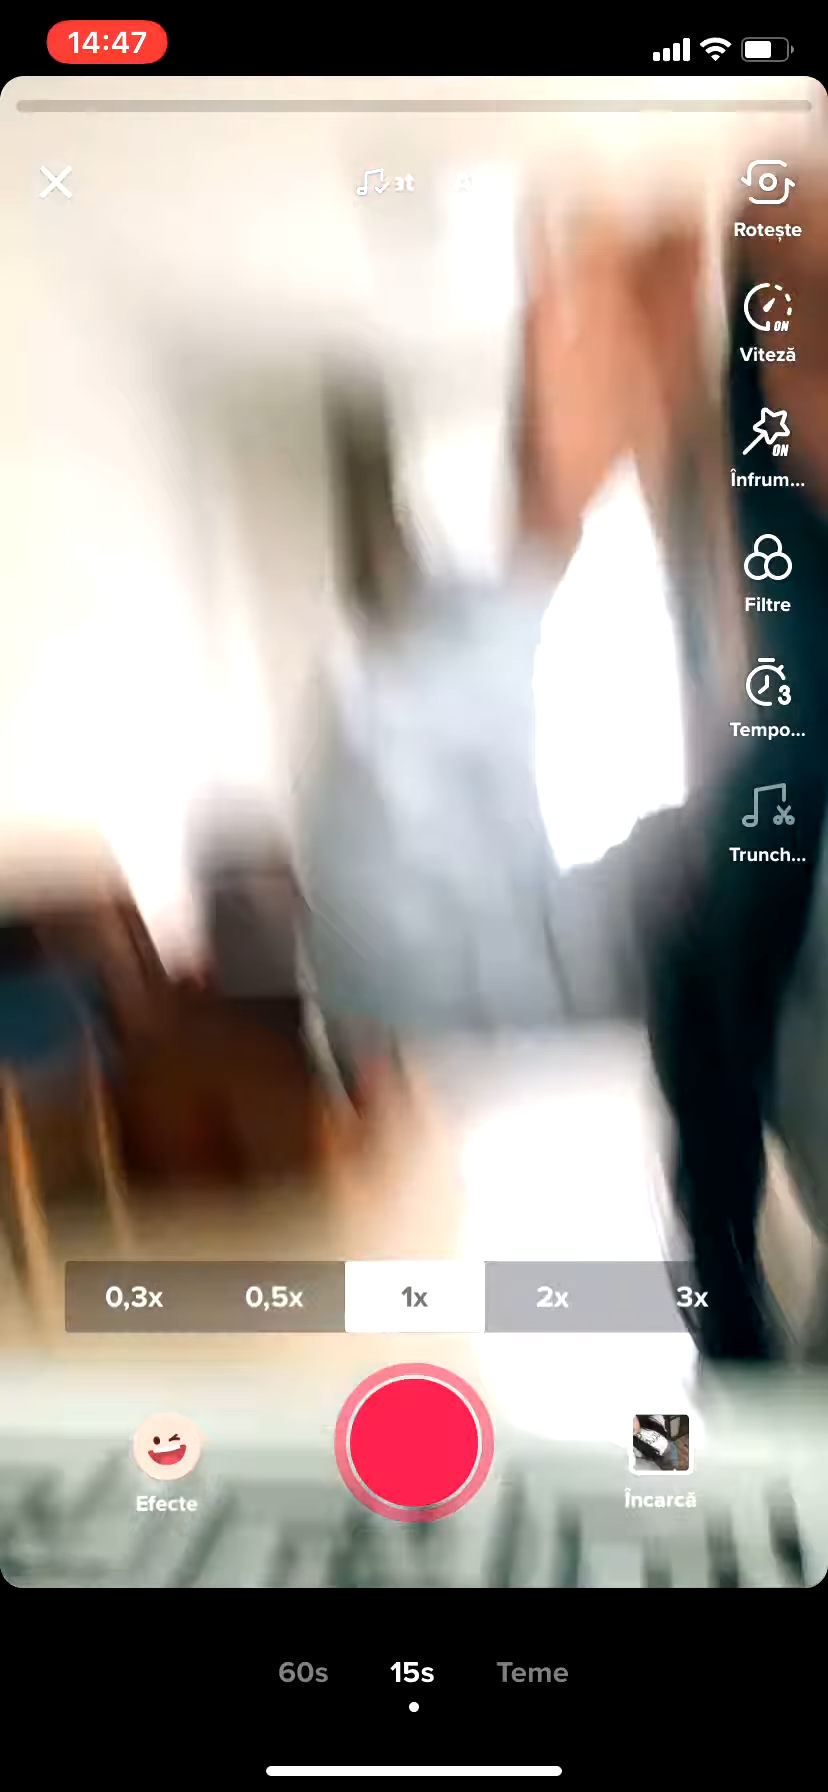 14:47
Rotește
ON
Viteză
ON
Înfrum...
Filtre
3
Tempo...
Trunch...
0,3x 0,5x 1x 2x 3x
Efecte
Încarcă
60s 15s Teme